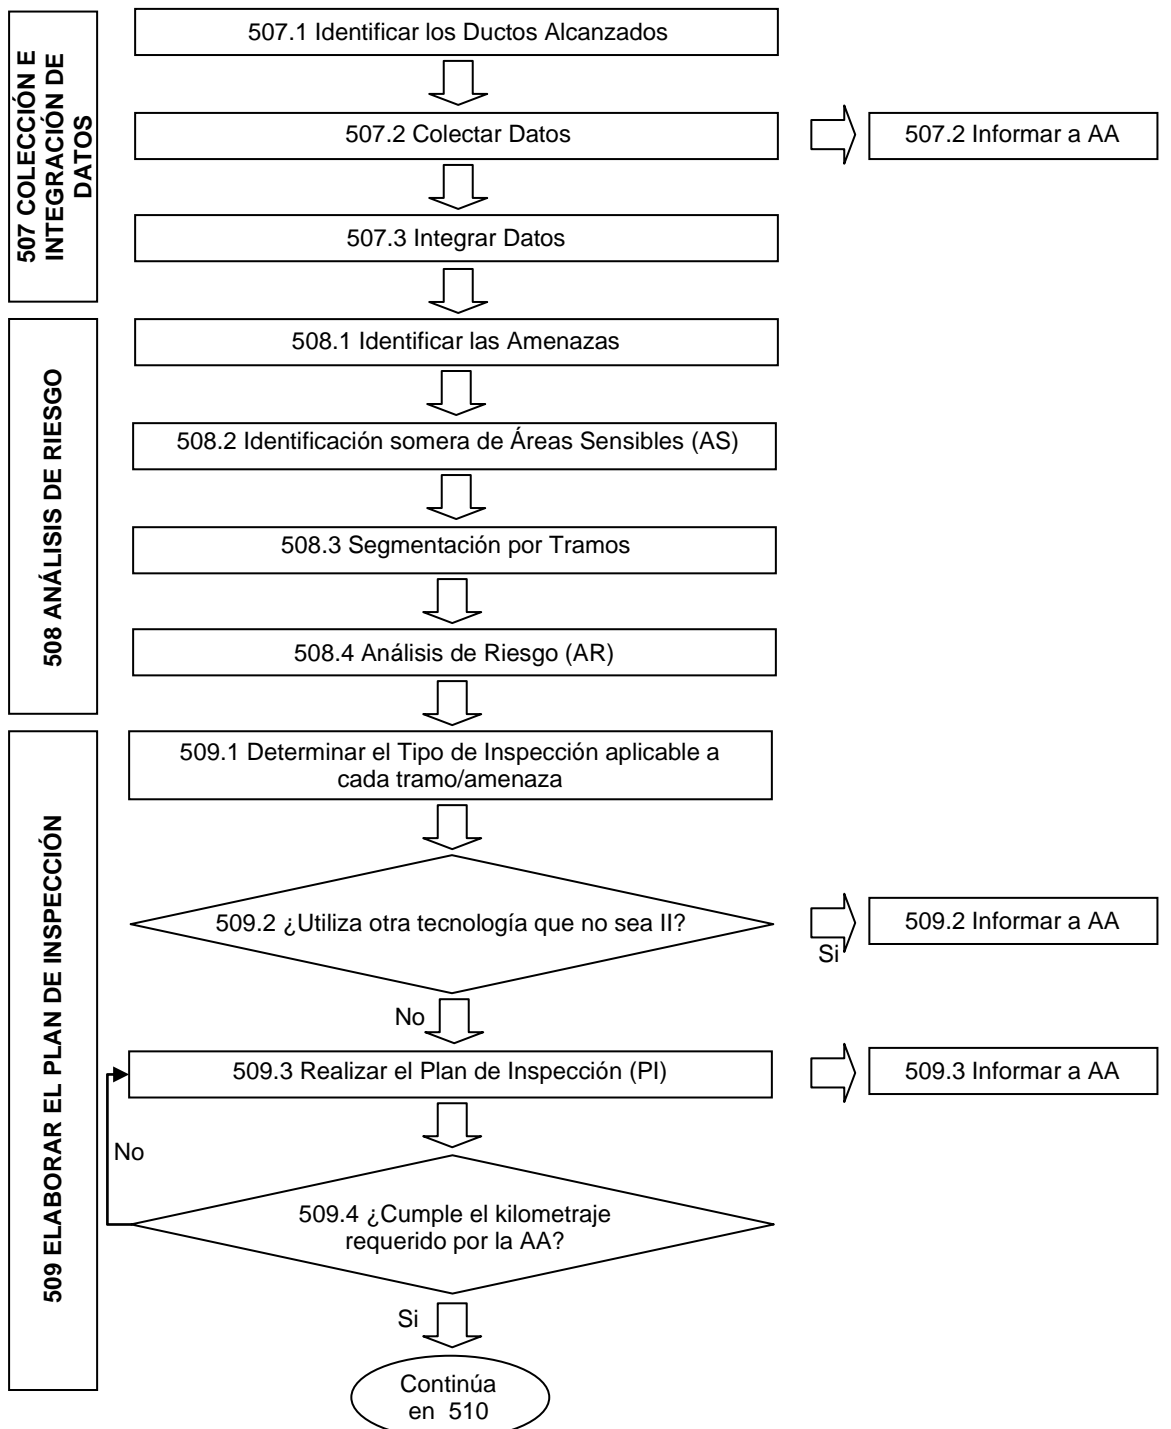 507 COLECCIÓN E
INTEGRACIÓN DE
DATOS
507.1 Identificar los Ductos Alcanzados
507.2 Colectar Datos
507.2 Informar a AA
507.3 Integrar Datos
508 ANÁLISIS DE RIESGO
508.1 Identificar las Amenazas
508.2 Identificación somera de Áreas Sensibles (AS)
508.3 Segmentación por Tramos
508.4 Análisis de Riesgo (AR)
509 ELABORAR EL PLAN DE INSPECCIÓN
509.1 Determinar el Tipo de Inspección aplicable a
cada tramo/amenaza
509.2 ¿Utiliza otra tecnología que no sea II?
Si
509.2 Informar a AA
No
509.3 Realizar el Plan de Inspección (PI)
509.3 Informar a AA
No
509.4 ¿Cumple el kilometraje
requerido por la AA?
Si
Continúa
en 510